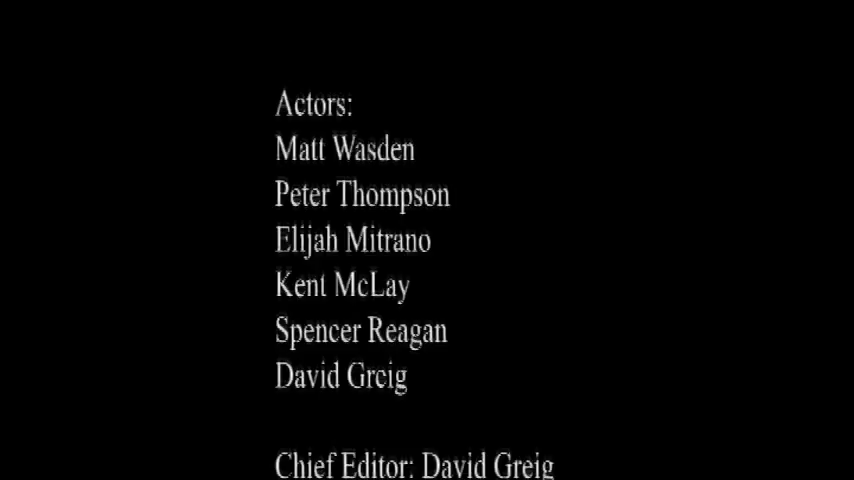 Actors:
Matt Wasden
Peter Thompson
Elijah Mitrano
Kent McLay
Spencer Reagan
David Greig
Chief Editor: David Greig